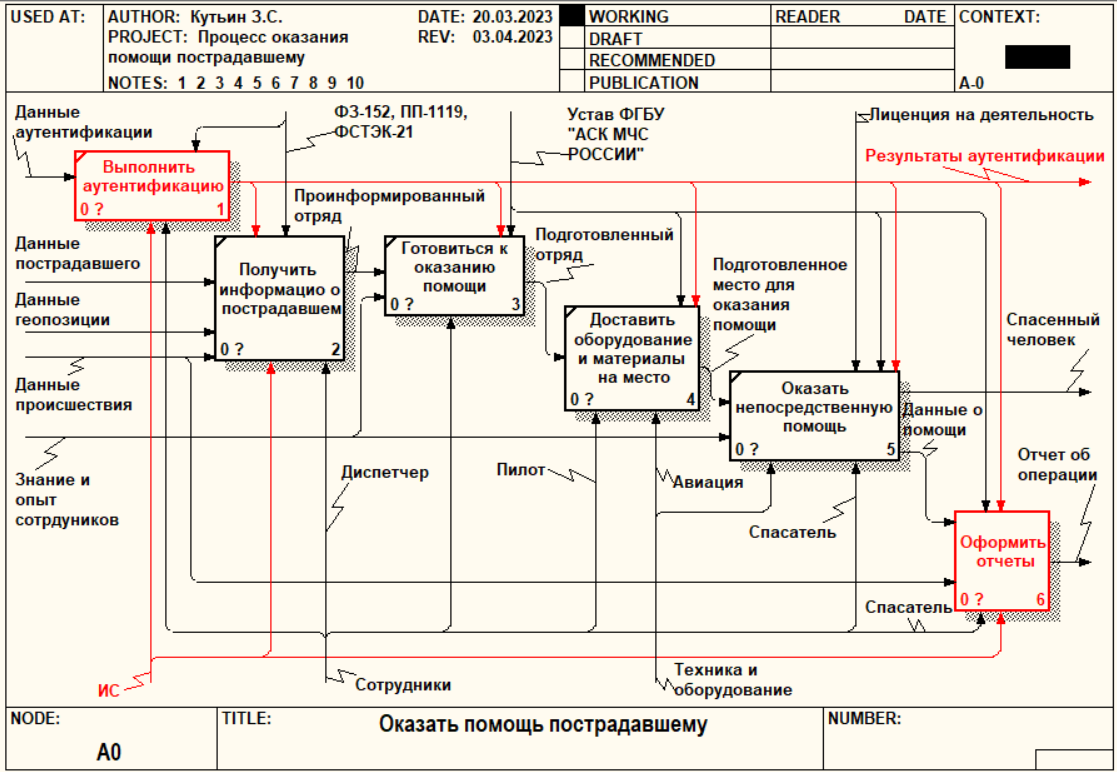 USED AT:
AUTHOR: Кутьин З.С.
DATE: 20.03.2023
PROJECT: Процесс оказания
помощи пострадавшему
REV: 03.04.2023
NOTES: 1 2 3 4 5 6 7 8 9 10
WORKING
DRAFT
RECOMMENDED
PUBLICATION
READER
DATE
CONTEXT:
A-0
Данные
аутентификации
ФЗ-152, ПП-1119,
ФСТЭК-21
Устав ФГБУ
"АСК МЧС
РОССИИ"
Лиценция на деятельность
Результаты аутентификации
Выполнить
аутентификацию
0 ?
1
Проинформированный
отряд
Данные
пострадавшего
Данные
геопозиции
Данные
происшествия
Получить
информацио о
пострадавшем
0 ?
2
Готовиться к
оказанию
помощи
0 ?
3
Подготовленный
отряд
Подготовленное
место для
оказания
помощи
Доставить
оборудование
и материалы
на место
0 ?
4
Спасенный
человек
Оказать
непосредственную
помощь
0 ?
5
Данные о
помощи
Отчет об
операции
Знание и
опыт
сотрдуников
Диспетчер
Пилот
Авиация
Спасатель
Оформить
отчеты
0 ?
6
Спасатель
ИС
Сотрудники
Техника и
оборудование
NODE:
A0
TITLE:
Оказать помощь пострадавшему
NUMBER: